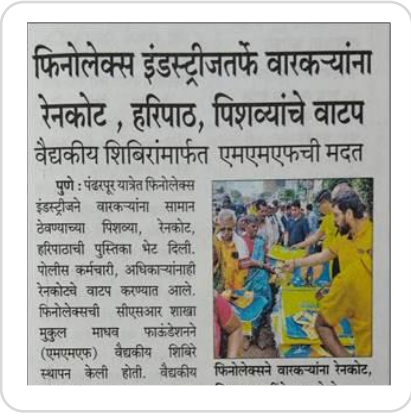 फिनोलेक्स इंडस्ट्रीजतर्फे वारकऱ्यांना
रेनकोट , हरिपाठ, पिशव्यांचे वाटप
वैद्यकीय शिबिरांमार्फत एमएमएफची मदत
पुणे : पंढरपूर यात्रेत फिनोलेक्स
इंडस्ट्रीजने वारकऱ्यांना सामान
ठेवण्याच्या पिशव्या, रेनकोट,
हरिपाठाची पुस्तिका भेट दिली.
पोलीस कर्मचारी, अधिकाऱ्यांनाही
रेनकोटचे वाटप करण्यात आले.
फिनोलेक्सची सीएसआर शाखा
मुकुल माधव फाऊंडेशनने
(एमएमएफ) वैद्यकीय शिबिरे
स्थापन केली होती. वैद्यकीय
फिनोलेक्सने वारकऱ्यांना रेनकोट,